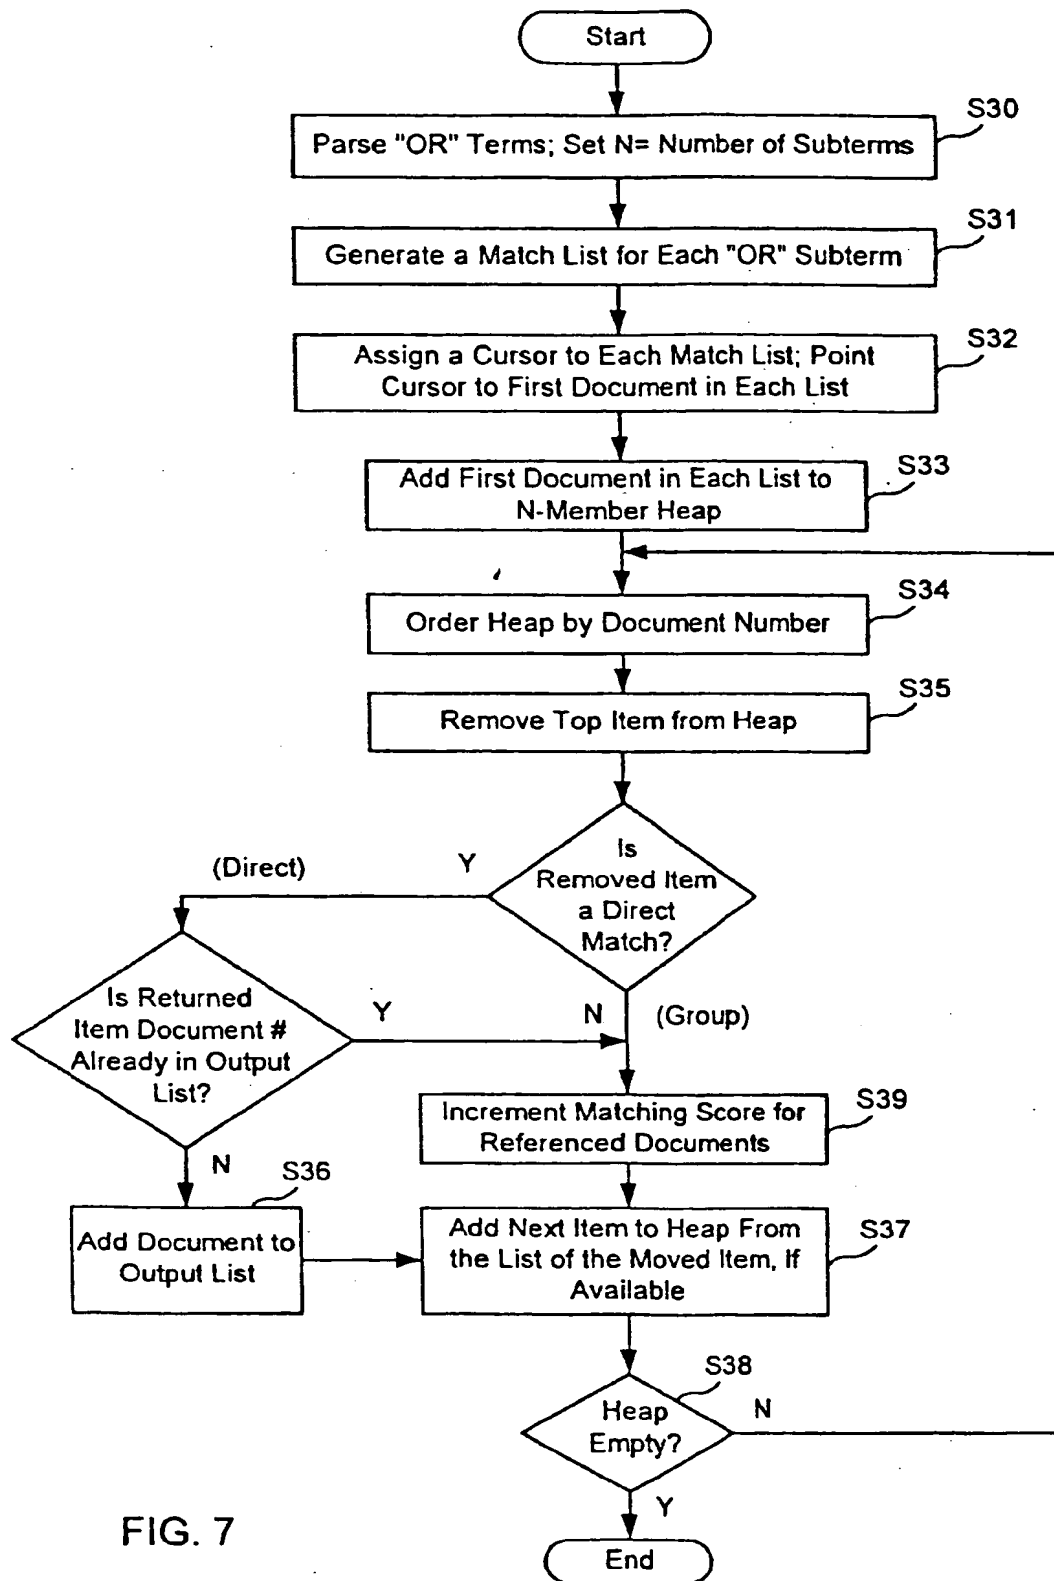 Start
S30
Parse "OR" Terms; Set N= Number of Subterms
S31
Generate a Match List for Each "OR" Subterm
S32
Assign a Cursor to Each Match List; Point
Cursor to First Document in Each List
S33
Add First Document in Each List to
N-Member Heap
S34
Order Heap by Document Number
S35
Remove Top Item from Heap
Is
Removed Item
a Direct
Match?
(Direct)
Y
Is Returned
Item Document #
Already in Output
List?
Y
N
(Group)
S39
Increment Matching Score for
Referenced Documents
N
S36
Add Document to
Output List
S37
Add Next Item to Heap From
the List of the Moved Item, If
Available
S38
Heap
Empty?
N
Y
End
FIG. 7